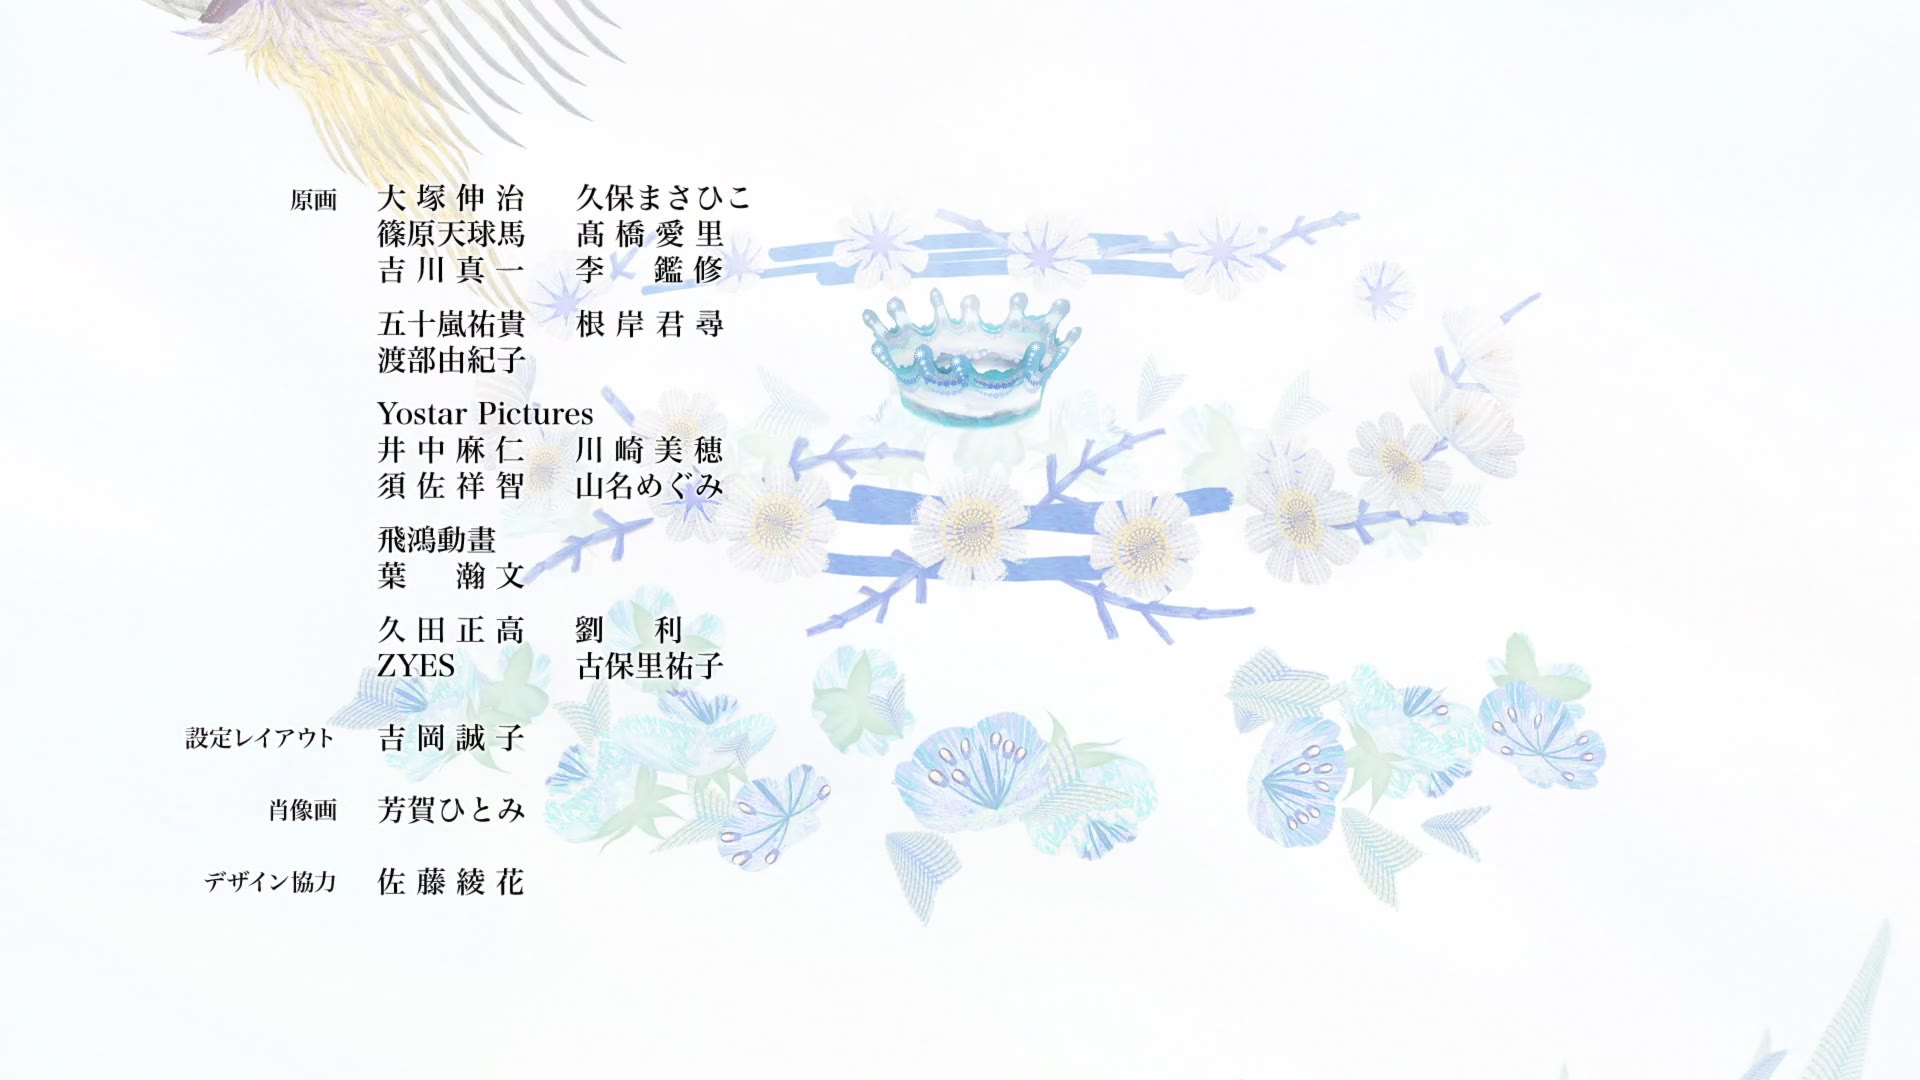 原画 大塚伸治 久保まさひこ
篠原天球馬 髙橋愛里
吉川真一 李鑑修
五十嵐祐貴 根岸君尋
渡部由紀子
Yostar Pictures
井中麻仁 川崎美穂
須佐祥智 山名めぐみ
飛鴻動畫
葉瀚文
久田正高 劉利
ZYES 古保里祐子
設定レイアウト 吉岡誠子
肖像画 芳賀ひとみ
デザイン協力 佐藤綾花